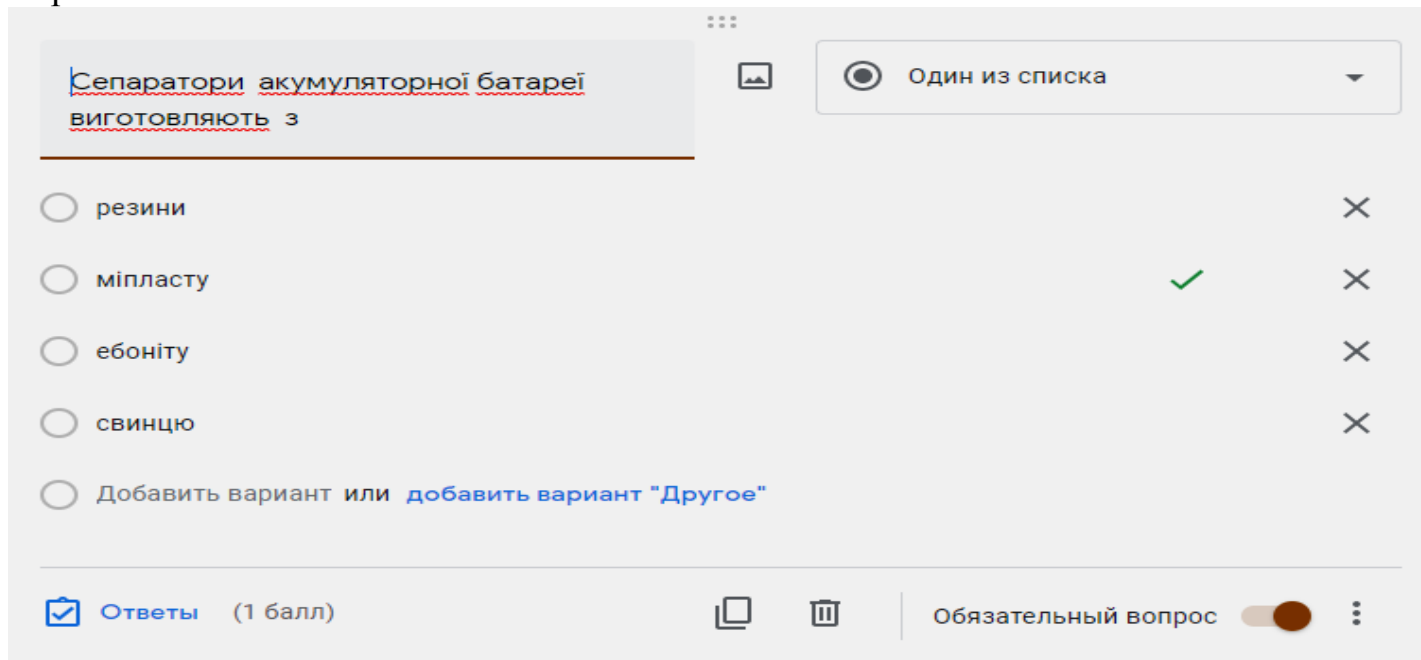 Сепаратори акумуляторної батареї
виготовляють з
Один из списка
резини
міпласту
ебоніту
свинцю
Добавить вариант или добавить вариант "Другое"
Ответы (1 балл)
Обязательный вопрос